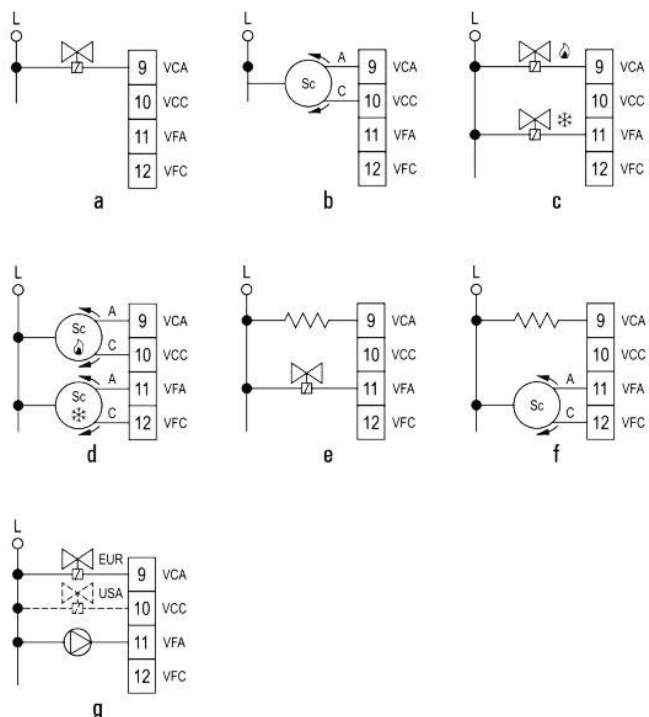 L
9 VCA
10 VCC
11 VFA
12 VFC
a
L
A
9 VCA
Sc
10 VCC
C
11 VFA
12 VFC
b
L
9 VCA
10 VCC
11 VFA
12 VFC
c
L
A
9 VCA
Sc
C
10 VCC
A
11 VFA
Sc
C
12 VFC
d
L
9 VCA
10 VCC
11 VFA
12 VFC
e
L
9 VCA
10 VCC
A
11 VFA
Sc
C
12 VFC
f
L
EUR
9 VCA
USA
10 VCC
11 VFA
12 VFC
g